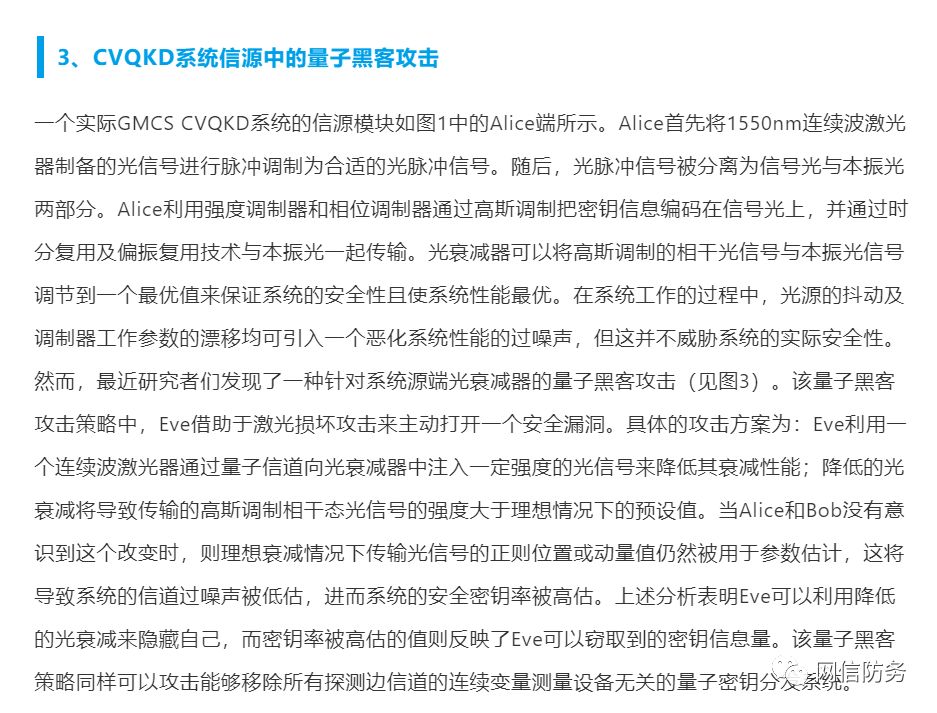 3、CVQKD系统信源中的量子黑客攻击
一个实际GMCS CVQKD系统的信源模块如图1中的Alice端所示。Alice首先将1550nm连续波激光
器制备的光信号进行脉冲调制为合适的光脉冲信号。随后，光脉冲信号被分离为信号光与本振光
两部分。Alice利用强度调制器和相位调制器通过高斯调制把密钥信息编码在信号光上，并通过时
分复用及偏振复用技术与本振光一起传输。光衰减器可以将高斯调制的相干光信号与本振光信号
调节到一个最优值来保证系统的安全性且使系统性能最优。在系统工作的过程中，光源的抖动及
调制器工作参数的漂移均可引入一个恶化系统性能的过噪声，但这并不威胁系统的实际安全性。
然而，最近研究者们发现了一种针对系统源端光衰减器的量子黑客攻击（见图3）。该量子黑客
攻击策略中，Eve借助于激光损坏攻击来主动打开一个安全漏洞。具体的攻击方案为：Eve利用一
个连续波激光器通过量子信道向光衰减器中注入一定强度的光信号来降低其衰减性能；降低的光
衰减将导致传输的高斯调制相干态光信号的强度大于理想情况下的预设值。当Alice和Bob没有意
识到这个改变时，则理想衰减情况下传输光信号的正则位置或动量值仍然被用于参数估计，这将
导致系统的信道过噪声被低估，进而系统的安全密钥率被高估。上述分析表明Eve可以利用降低
的光衰减来隐藏自己，而密钥率被高估的值则反映了Eve可以窃取到的密钥信息量。该量子黑客
策略同样可以攻击能够移除所有探测边信道的连续变量测量设备无关的量子密钥分发系统。
网信防务